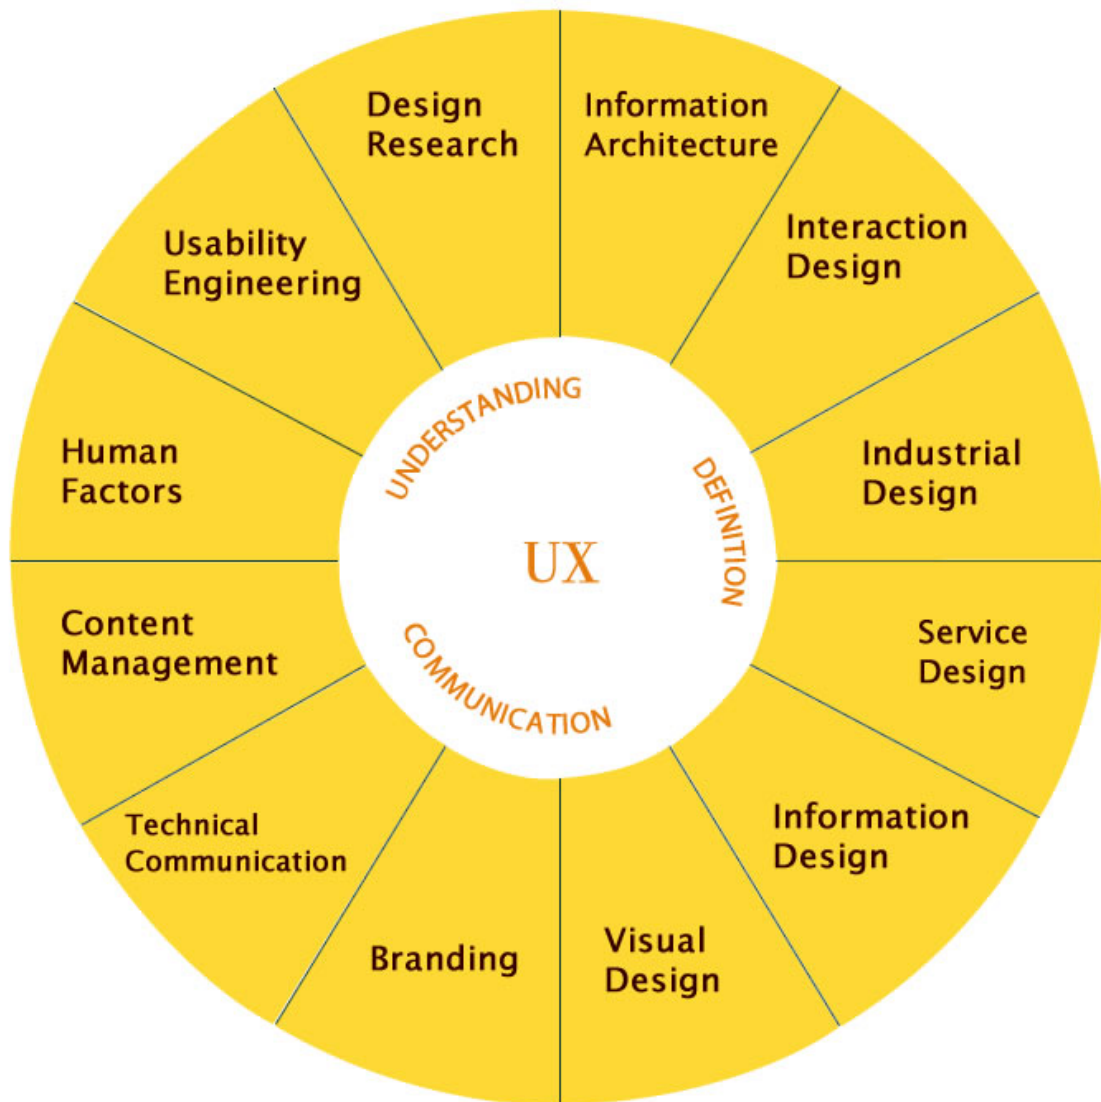 Design
Research
Information
Architecture
Interaction
Design
Industrial
Design
Service
Design
Information
Design
Visual
Design
Branding
Technical
Communication
Content
Management
Human
Factors
Usability
Engineering
UNDERSTANDING
DEFINITION
COMMUNICATION
UX